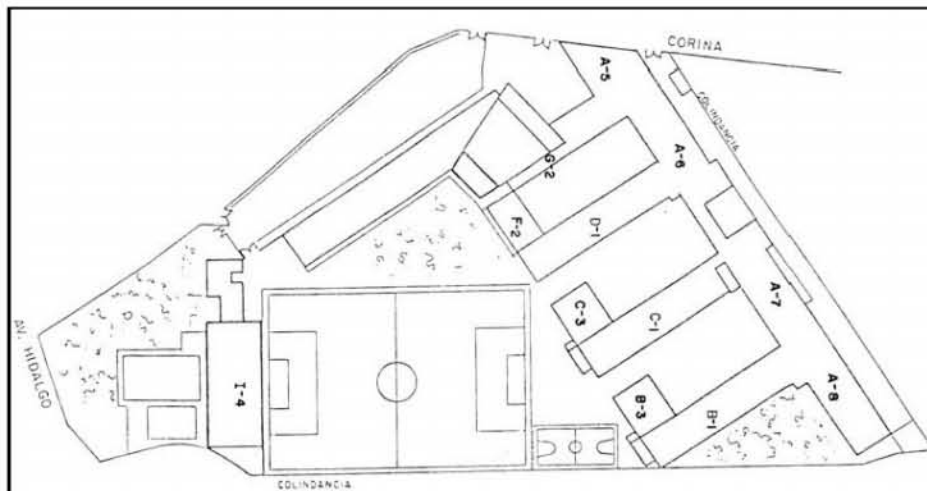 CORINA
A-5
COLINDANCIA
A-6
G-2
F-2
D-1
A-7
C-3
C-1
AV. HIDALGO
I-4
B-3
B-1
A-8
COLINDANCIA